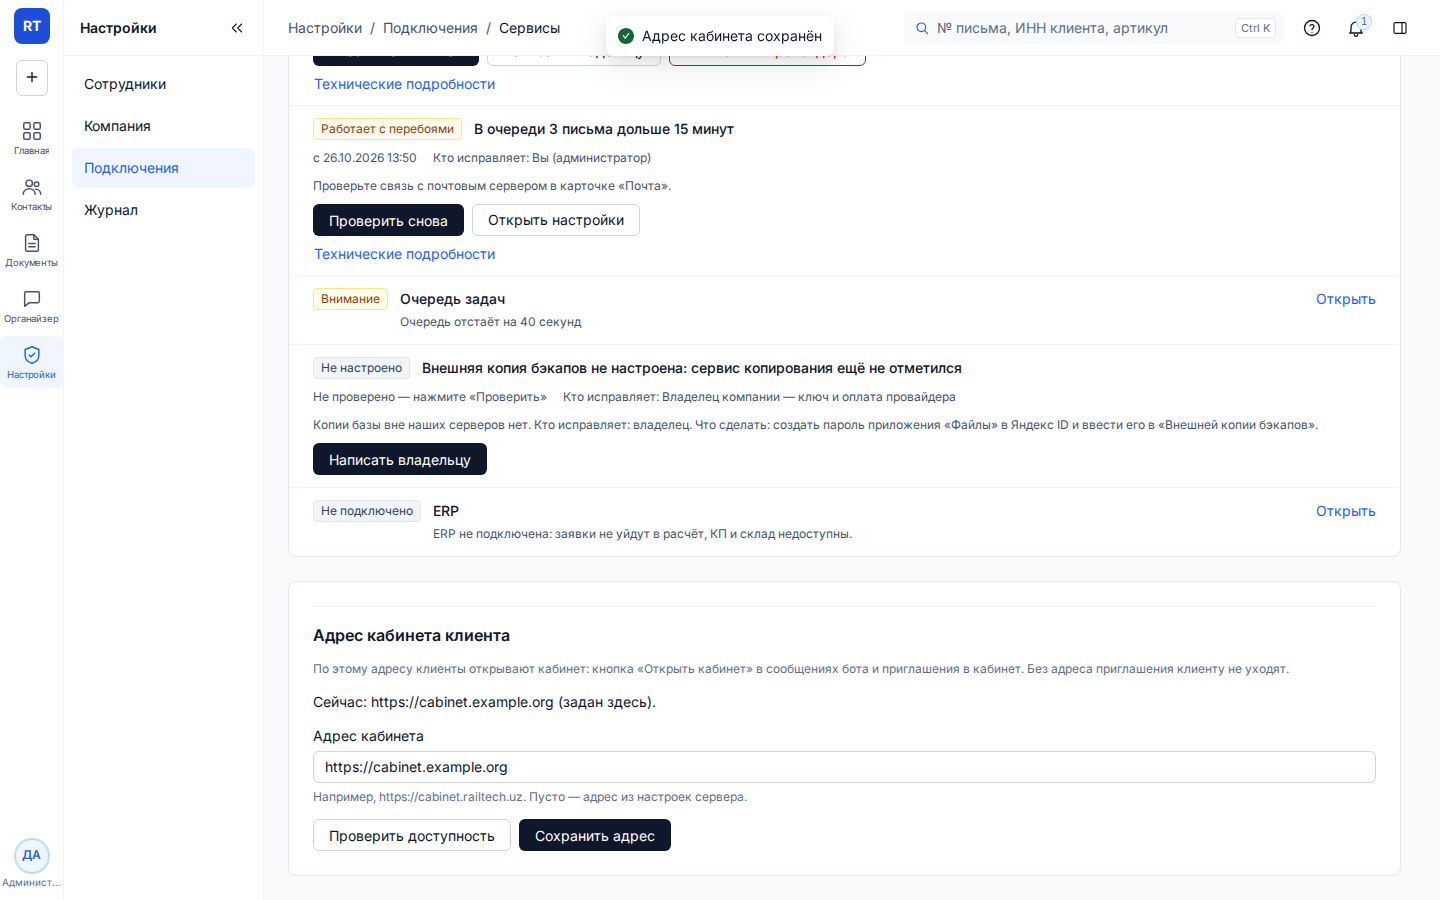 RT
Настройки
Настройки / Подключения / Сервисы
Адрес кабинета сохранён
№ письма, ИНН клиента, артикул
Ctrl K
1
Главная
Контакты
Документы
Органайзер
Настройки
ДА
Админист...
Сотрудники
Компания
Подключения
Журнал
Технические подробности
Работает с перебоями
В очереди 3 письма дольше 15 минут
с 26.10.2026 13:50 Кто исправляет: Вы (администратор)
Проверьте связь с почтовым сервером в карточке «Почта».
Проверить снова
Открыть настройки
Технические подробности
Внимание
Очередь задач
Открыть
Очередь отстаёт на 40 секунд
Не настроено
Внешняя копия бэкапов не настроена: сервис копирования ещё не отметился
Не проверено — нажмите «Проверить» Кто исправляет: Владелец компании — ключ и оплата провайдера
Копии базы вне наших серверов нет. Кто исправляет: владелец. Что сделать: создать пароль приложения «Файлы» в Яндекс ID и ввести его в «Внешней копии бэкапов».
Написать владельцу
Не подключено
ERP
Открыть
ERP не подключена: заявки не уйдут в расчёт, КП и склад недоступны.
Адрес кабинета клиента
По этому адресу клиенты открывают кабинет: кнопка «Открыть кабинет» в сообщениях бота и приглашения в кабинет. Без адреса приглашения клиенту не уходят.
Сейчас: https://cabinet.example.org (задан здесь).
Адрес кабинета
https://cabinet.example.org
Например, https://cabinet.railtech.uz. Пусто — адрес из настроек сервера.
Проверить доступность
Сохранить адрес